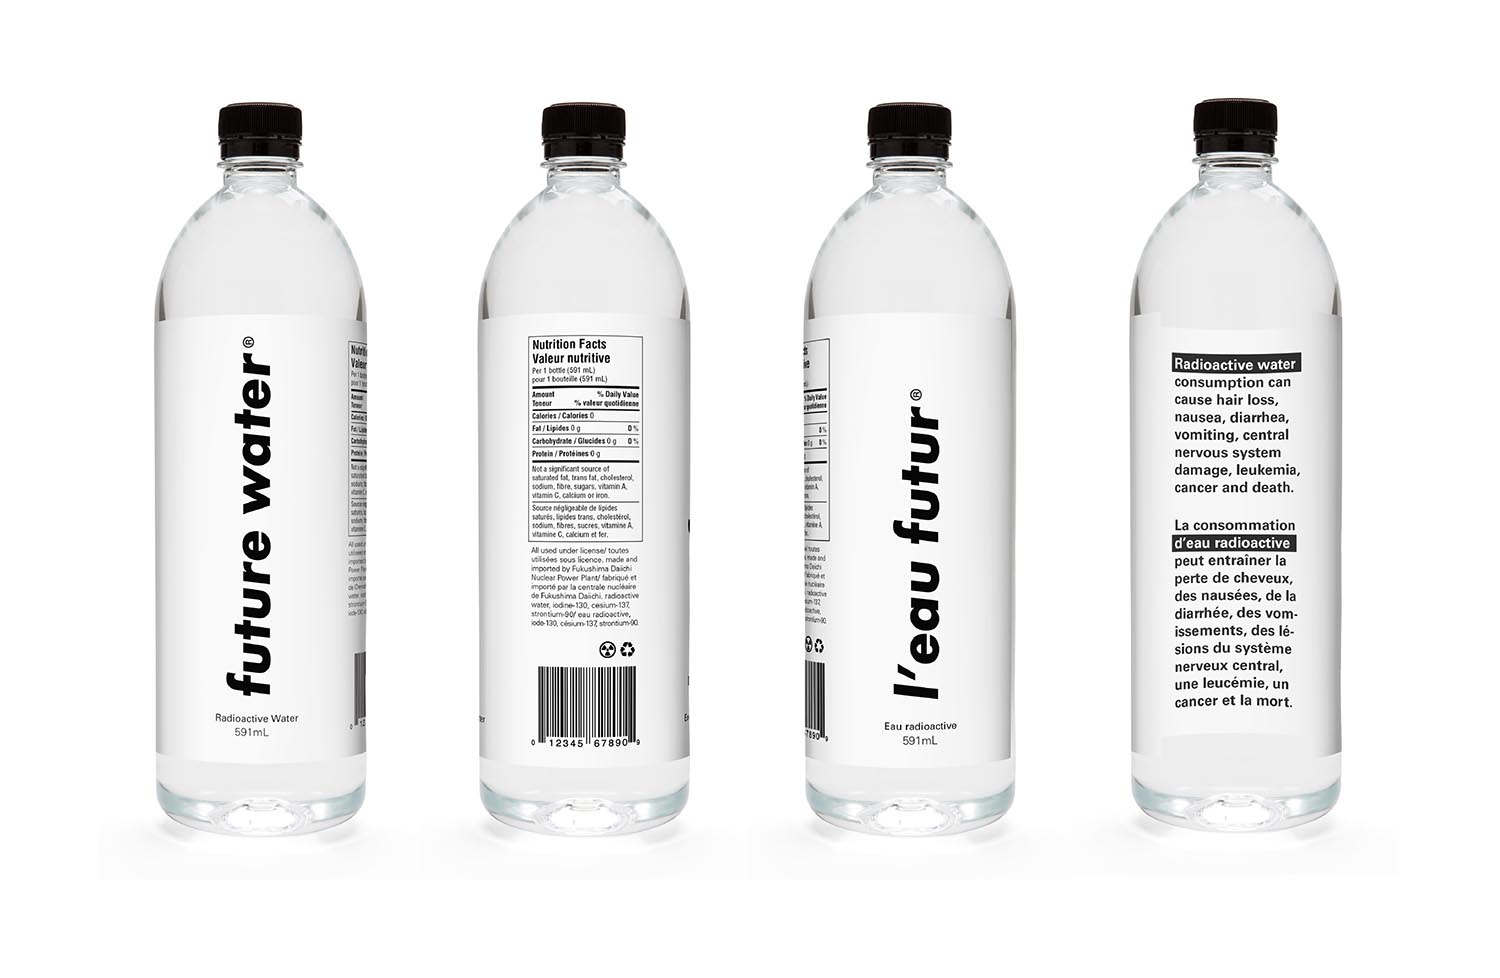 future water®
Radioactive Water
591mL
Nutrition Facts
Valeur nutritive
Per 1 bottle (591 mL)
pour 1 bouteille (591 mL)
Amount % Daily Value
Teneur % valeur quotidienne
Calories / Calories 0
Fat / Lipides 0 g 0 %
Carbohydrate / Glucides 0 g 0 %
Protein / Protéines 0 g
Not a significant source of
saturated fat, trans fat, cholesterol,
sodium, fibre, sugars, vitamin A,
vitamin C, calcium or iron.
Source négligeable de lipides
saturés, lipides trans, cholestérol,
sodium, fibres, sucres, vitamine A,
vitamine C, calcium et fer.
All used under license/ toutes
utilisées sous licence. made and
imported by Fukushima Daiichi
Nuclear Power Plant/ fabriqué et
importé par la centrale nucléaire
de Fukushima Daiichi. radioactive
water, iodine-130, cesium-137,
strontium-90/ eau radioactive,
iode-130, césium-137, strontium-90.
0 12345 67890 9
l'eau futur®
Eau radioactive
591mL
Radioactive water
consumption can
cause hair loss,
nausea, diarrhea,
vomiting, central
nervous system
damage, leukemia,
cancer and death.
La consommation
d'eau radioactive
peut entraîner la
perte de cheveux,
des nausées, de la
diarrhée, des vom-
issements, des lé-
sions du système
nerveux central,
une leucémie, un
cancer et la mort.